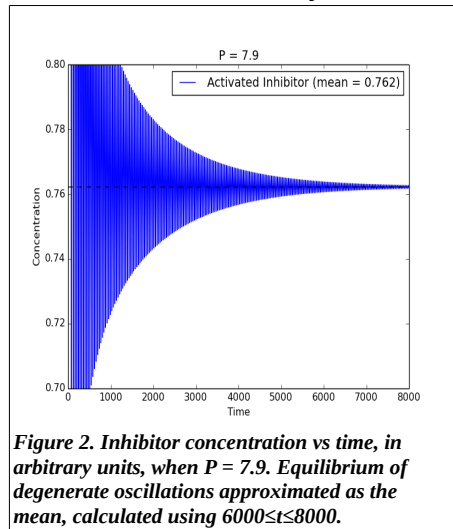 P = 7.9
Activated Inhibitor (mean = 0.762)
0.80
0.78
0.76
0.74
0.72
0.70
Concentration
0 1000 2000 3000 4000 5000 6000 7000 8000
Time
Figure 2. Inhibitor concentration vs time, in
arbitrary units, when P = 7.9. Equilibrium of
degenerate oscillations approximated as the
mean, calculated using 6000≤t≤8000.